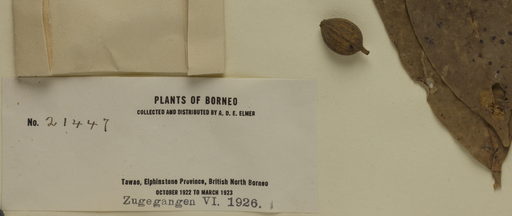 PLANTS OF BORNEO
COLLECTED AND DISTRIBUTED BY A. D. E. ELMER
No. 21447
Tawao, Elphinstone Province, British North Borneo
OCTOBER 1922 TO MARCH 1923
Zugegangen VI. 1926.